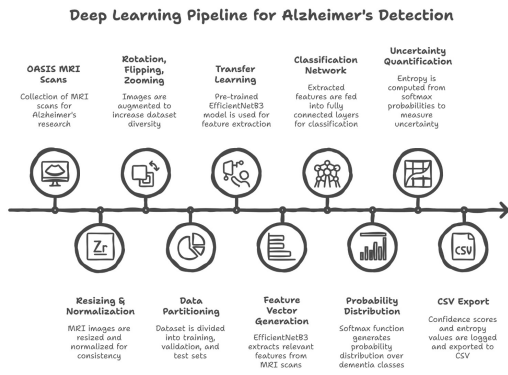 Deep Learning Pipeline for Alzheimer's Detection
OASIS MRI
Scans
Collection of MRI
scans for
Alzheimer's
research
Rotation,
Flipping,
Zooming
Images are
augmented to
increase dataset
diversity
Transfer
Learning
Pre-trained
EfficientNetB3
model is used for
feature extraction
Classification
Network
Extracted
features are fed
into fully
connected layers
for classification
Uncertainty
Quantification
Entropy is
computed from
softmax
probabilities to
measure
uncertainty
Zr
CSV
Resizing &
Normalization
MRI images are
resized and
normalized for
consistency
Data
Partitioning
Dataset is divided
into training,
validation, and
test sets
Feature
Vector
Generation
EfficientNetB3
extracts relevant
features from
MRI scans
Probability
Distribution
Softmax function
generates
probability
distribution over
dementia classes
CSV Export
Confidence scores
and entropy
values are logged
and exported to
CSV